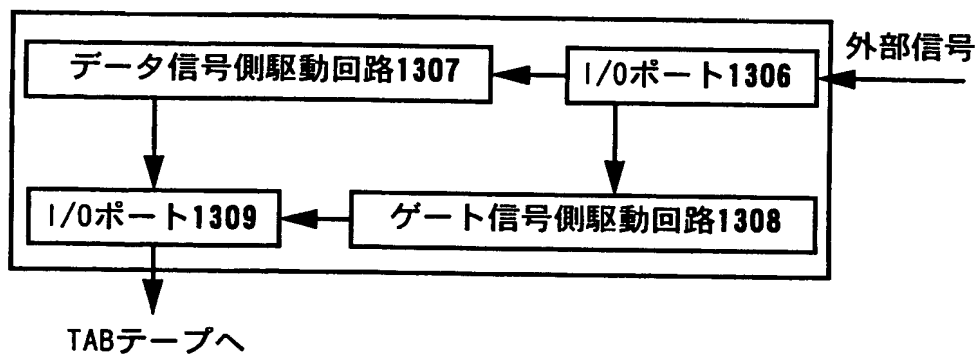 外部信号
データ信号側駆動回路1307
I/Oポート1306
I/Oポート1309
ゲート信号側駆動回路1308
TABテープへ